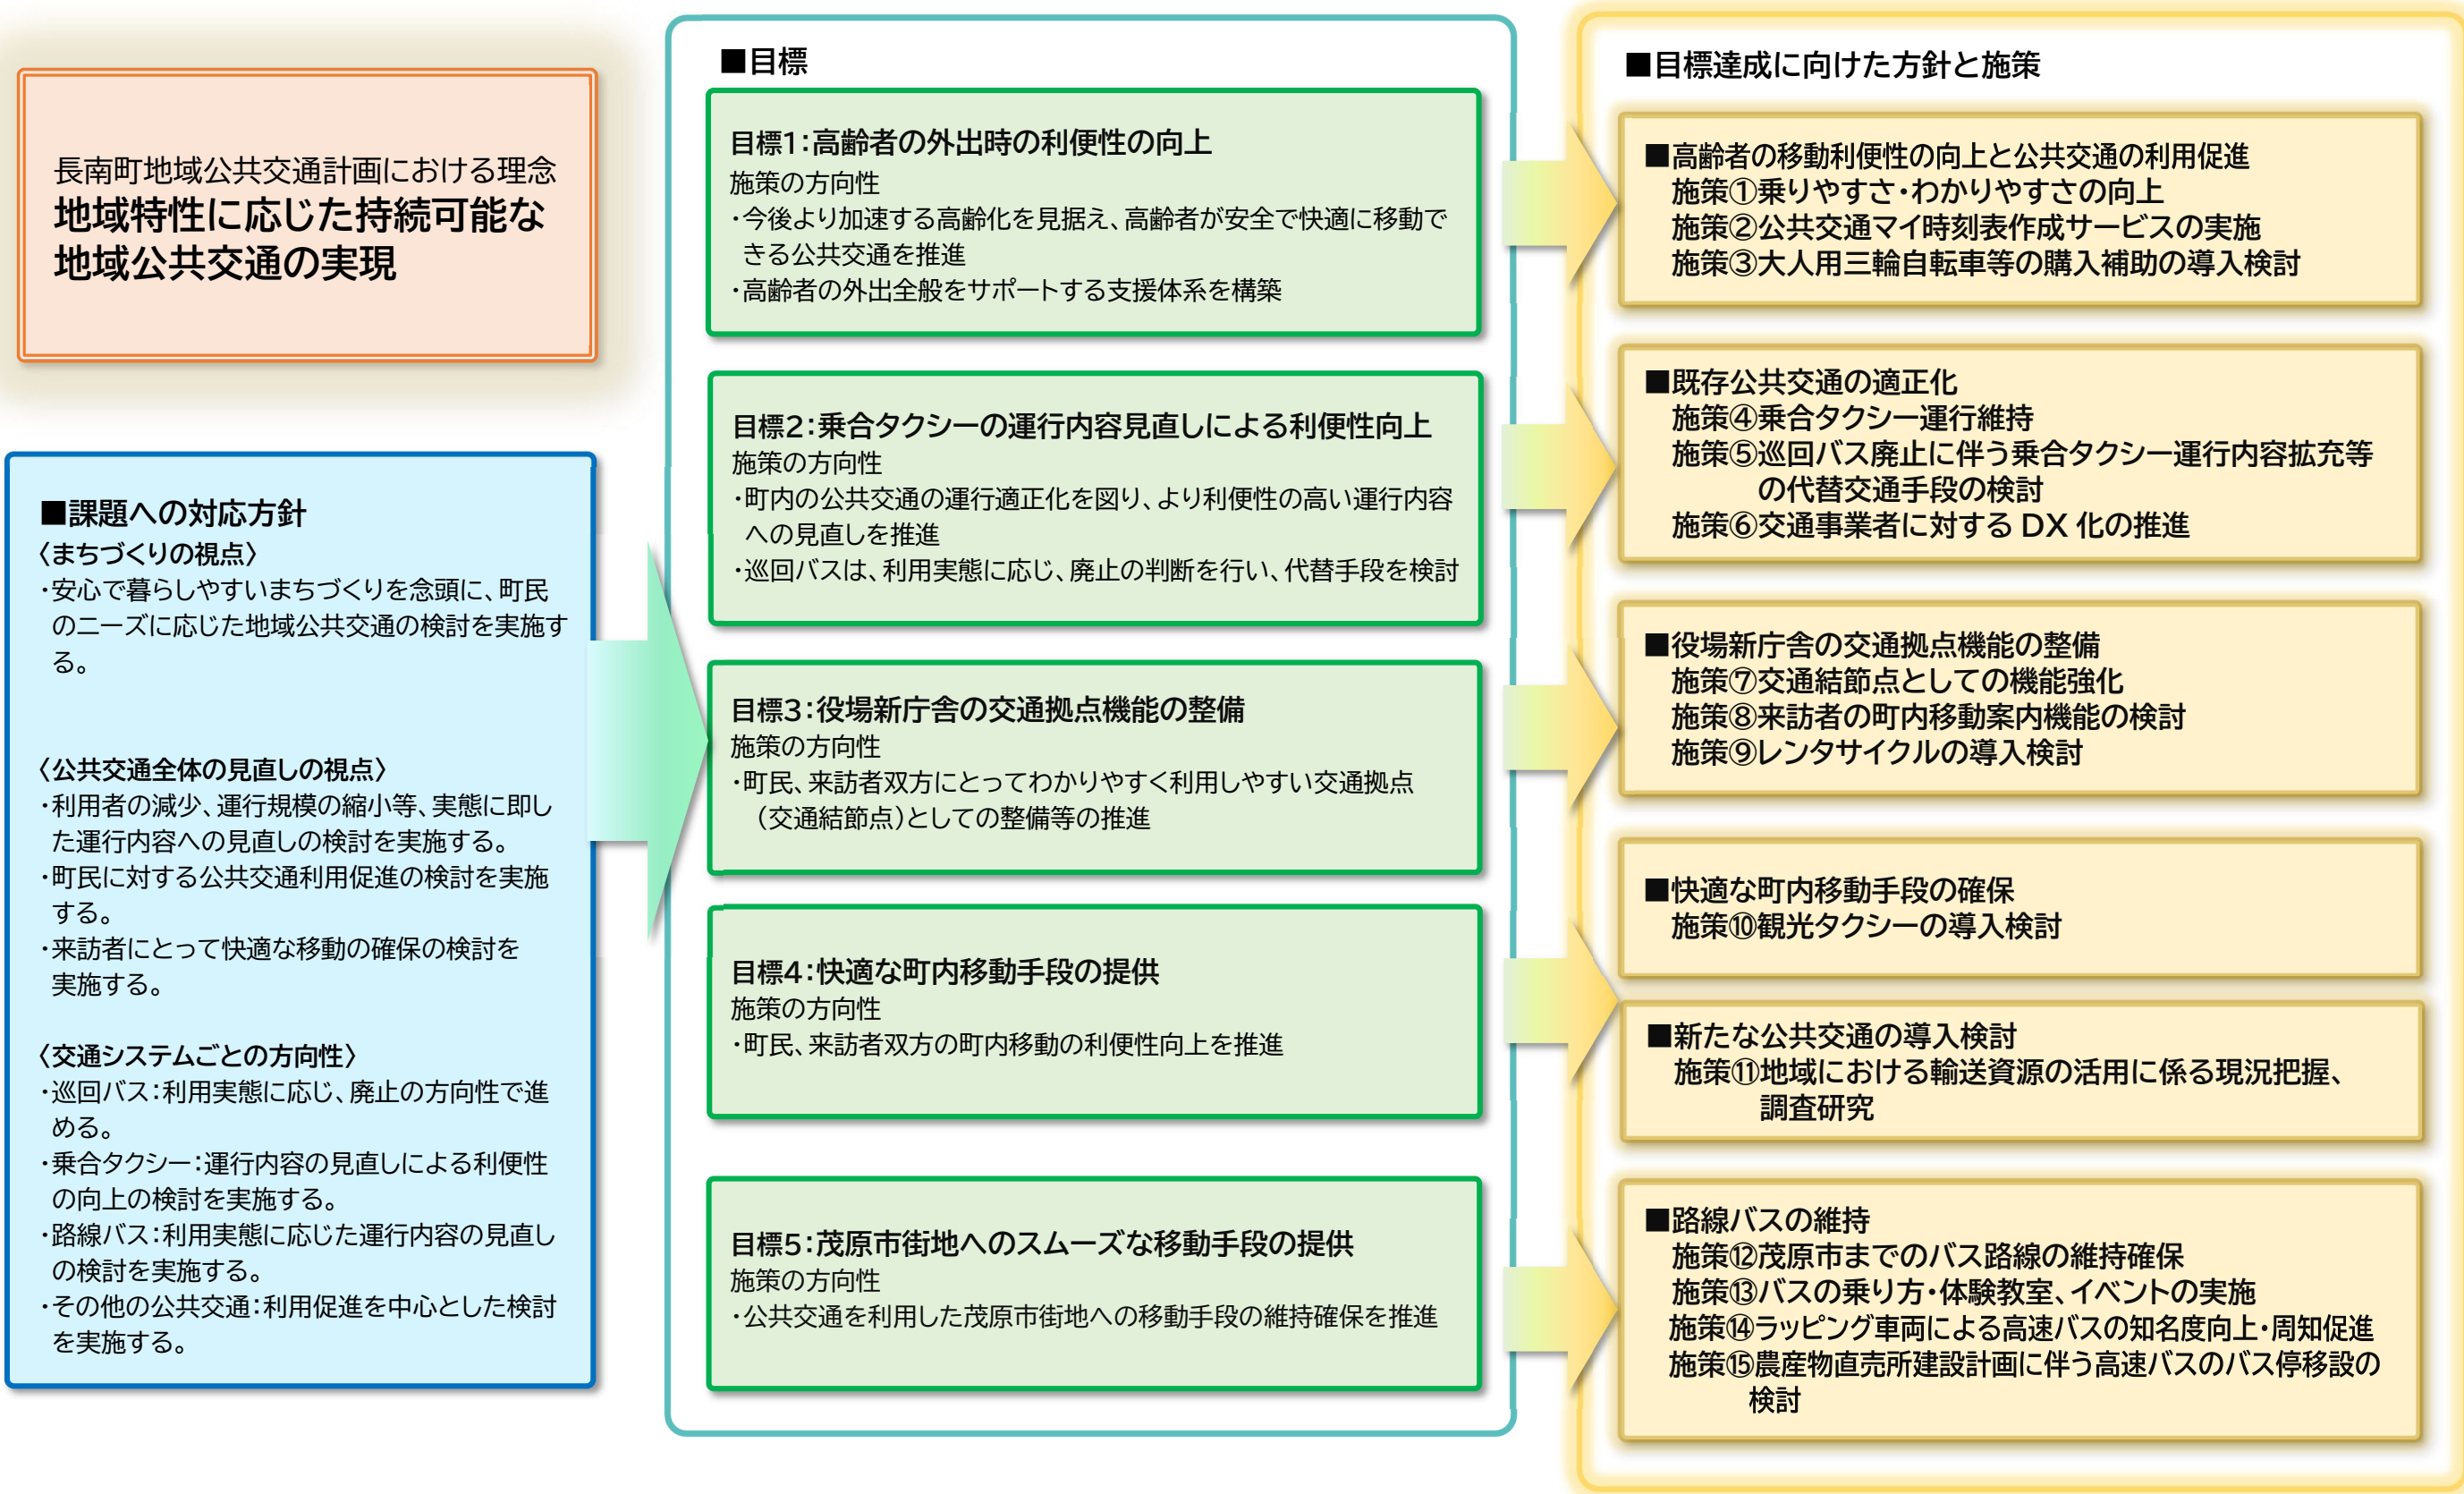 長南町地域公共交通計画における理念
地域特性に応じた持続可能な
地域公共交通の実現
■課題への対応方針
〈まちづくりの視点〉
・安心で暮らしやすいまちづくりを念頭に、町民
のニーズに応じた地域公共交通の検討を実施す
る。
〈公共交通全体の見直しの視点〉
・利用者の減少、運行規模の縮小等、実態に即し
た運行内容への見直しの検討を実施する。
・町民に対する公共交通利用促進の検討を実施
する。
・来訪者にとって快適な移動の確保の検討を
実施する。
〈交通システムごとの方向性〉
・巡回バス：利用実態に応じ、廃止の方向性で進
める。
・乗合タクシー：運行内容の見直しによる利便性
の向上の検討を実施する。
・路線バス：利用実態に応じた運行内容の見直し
の検討を実施する。
・その他の公共交通：利用促進を中心とした検討
を実施する。
■目標
目標1：高齢者の外出時の利便性の向上
施策の方向性
・今後より加速する高齢化を見据え、高齢者が安全で快適に移動で
きる公共交通を推進
・高齢者の外出全般をサポートする支援体系を構築
目標2：乗合タクシーの運行内容見直しによる利便性向上
施策の方向性
・町内の公共交通の運行適正化を図り、より利便性の高い運行内容
への見直しを推進
・巡回バスは、利用実態に応じ、廃止の判断を行い、代替手段を検討
目標3：役場新庁舎の交通拠点機能の整備
施策の方向性
・町民、来訪者双方にとってわかりやすく利用しやすい交通拠点
（交通結節点）としての整備等の推進
目標4：快適な町内移動手段の提供
施策の方向性
・町民、来訪者双方の町内移動の利便性向上を推進
目標5：茂原市街地へのスムーズな移動手段の提供
施策の方向性
・公共交通を利用した茂原市街地への移動手段の維持確保を推進
■目標達成に向けた方針と施策
■高齢者の移動利便性の向上と公共交通の利用促進
施策①乗りやすさ・わかりやすさの向上
施策②公共交通マイ時刻表作成サービスの実施
施策③大人用三輪自転車等の購入補助の導入検討
■既存公共交通の適正化
施策④乗合タクシー運行維持
施策⑤巡回バス廃止に伴う乗合タクシー運行内容拡充等
の代替交通手段の検討
施策⑥交通事業者に対する DX 化の推進
■役場新庁舎の交通拠点機能の整備
施策⑦交通結節点としての機能強化
施策⑧来訪者の町内移動案内機能の検討
施策⑨レンタサイクルの導入検討
■快適な町内移動手段の確保
施策⑩観光タクシーの導入検討
■新たな公共交通の導入検討
施策⑪地域における輸送資源の活用に係る現況把握、
調査研究
■路線バスの維持
施策⑫茂原市までのバス路線の維持確保
施策⑬バスの乗り方・体験教室、イベントの実施
施策⑭ラッピング車両による高速バスの知名度向上・周知促進
施策⑮農産物直売所建設計画に伴う高速バスのバス停移設の
検討